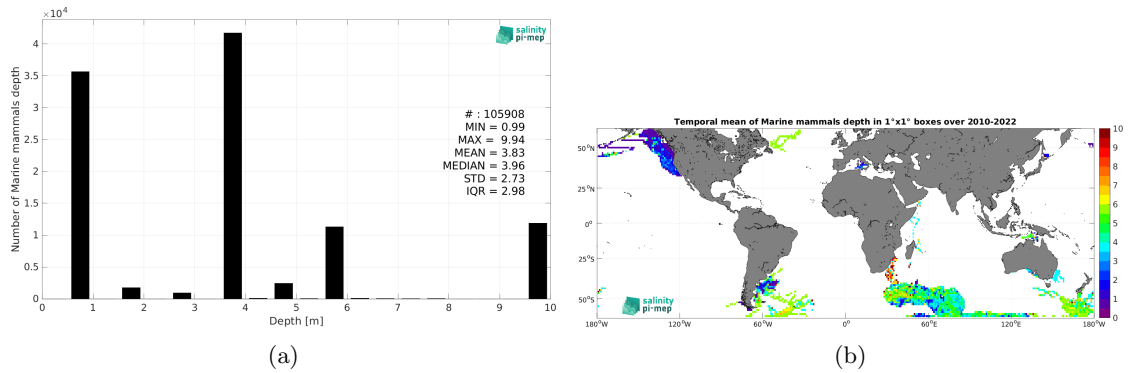 ×10⁴
salinity
pi-mep
4
3.5
3
2.5
2
1.5
1
0.5
0
Number of Marine mammals depth
# : 105908
MIN = 0.99
MAX = 9.94
MEAN = 3.83
MEDIAN = 3.96
STD = 2.73
IQR = 2.98
0 1 2 3 4 5 6 7 8 9 10
Depth [m]
(a)
Temporal mean of Marine mammals depth in 1°x1° boxes over 2010-2022
50°N
25°N
0°
25°S
50°S
salinity
pi-mep
180°W 120°W 60°W 0° 60°E 120°E 180°W
10
9
8
7
6
5
4
3
2
1
0
(b)